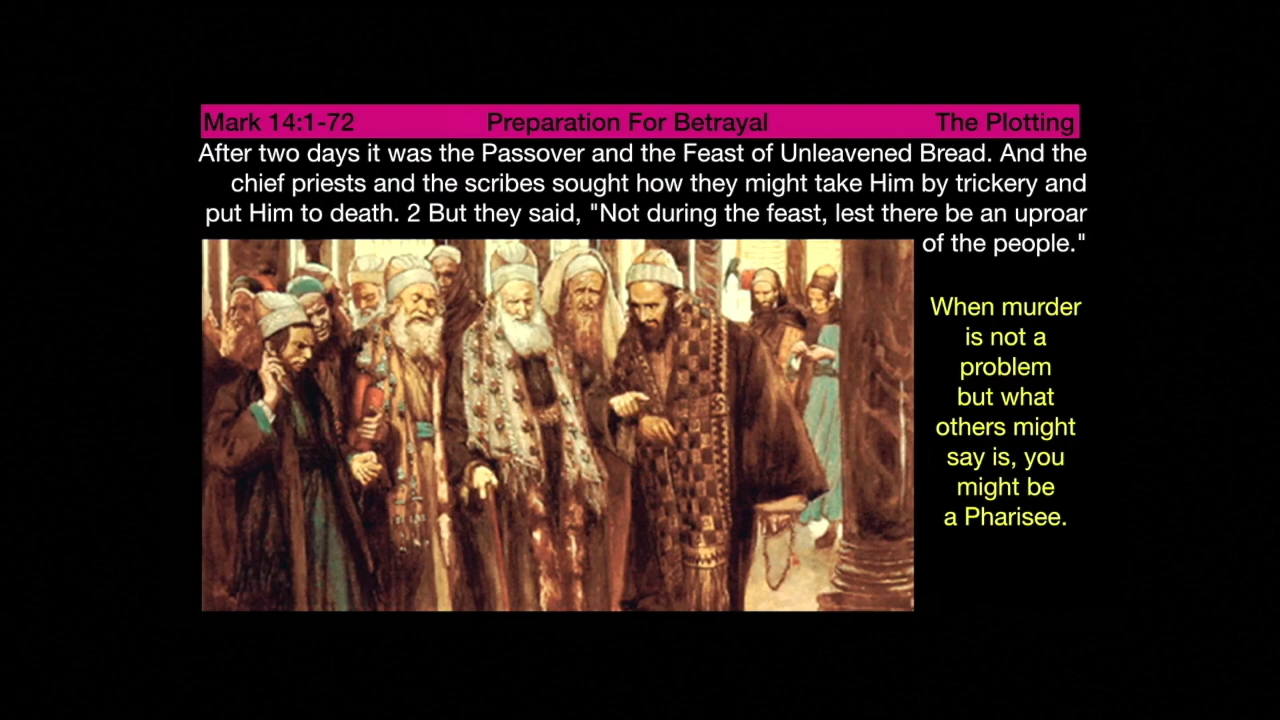 Mark 14:1-72 Preparation For Betrayal The Plotting
After two days it was the Passover and the Feast of Unleavened Bread. And the
chief priests and the scribes sought how they might take Him by trickery and
put Him to death. 2 But they said, "Not during the feast, lest there be an uproar
of the people."
When murder
is not a
problem
but what
others might
say is, you
might be
a Pharisee.